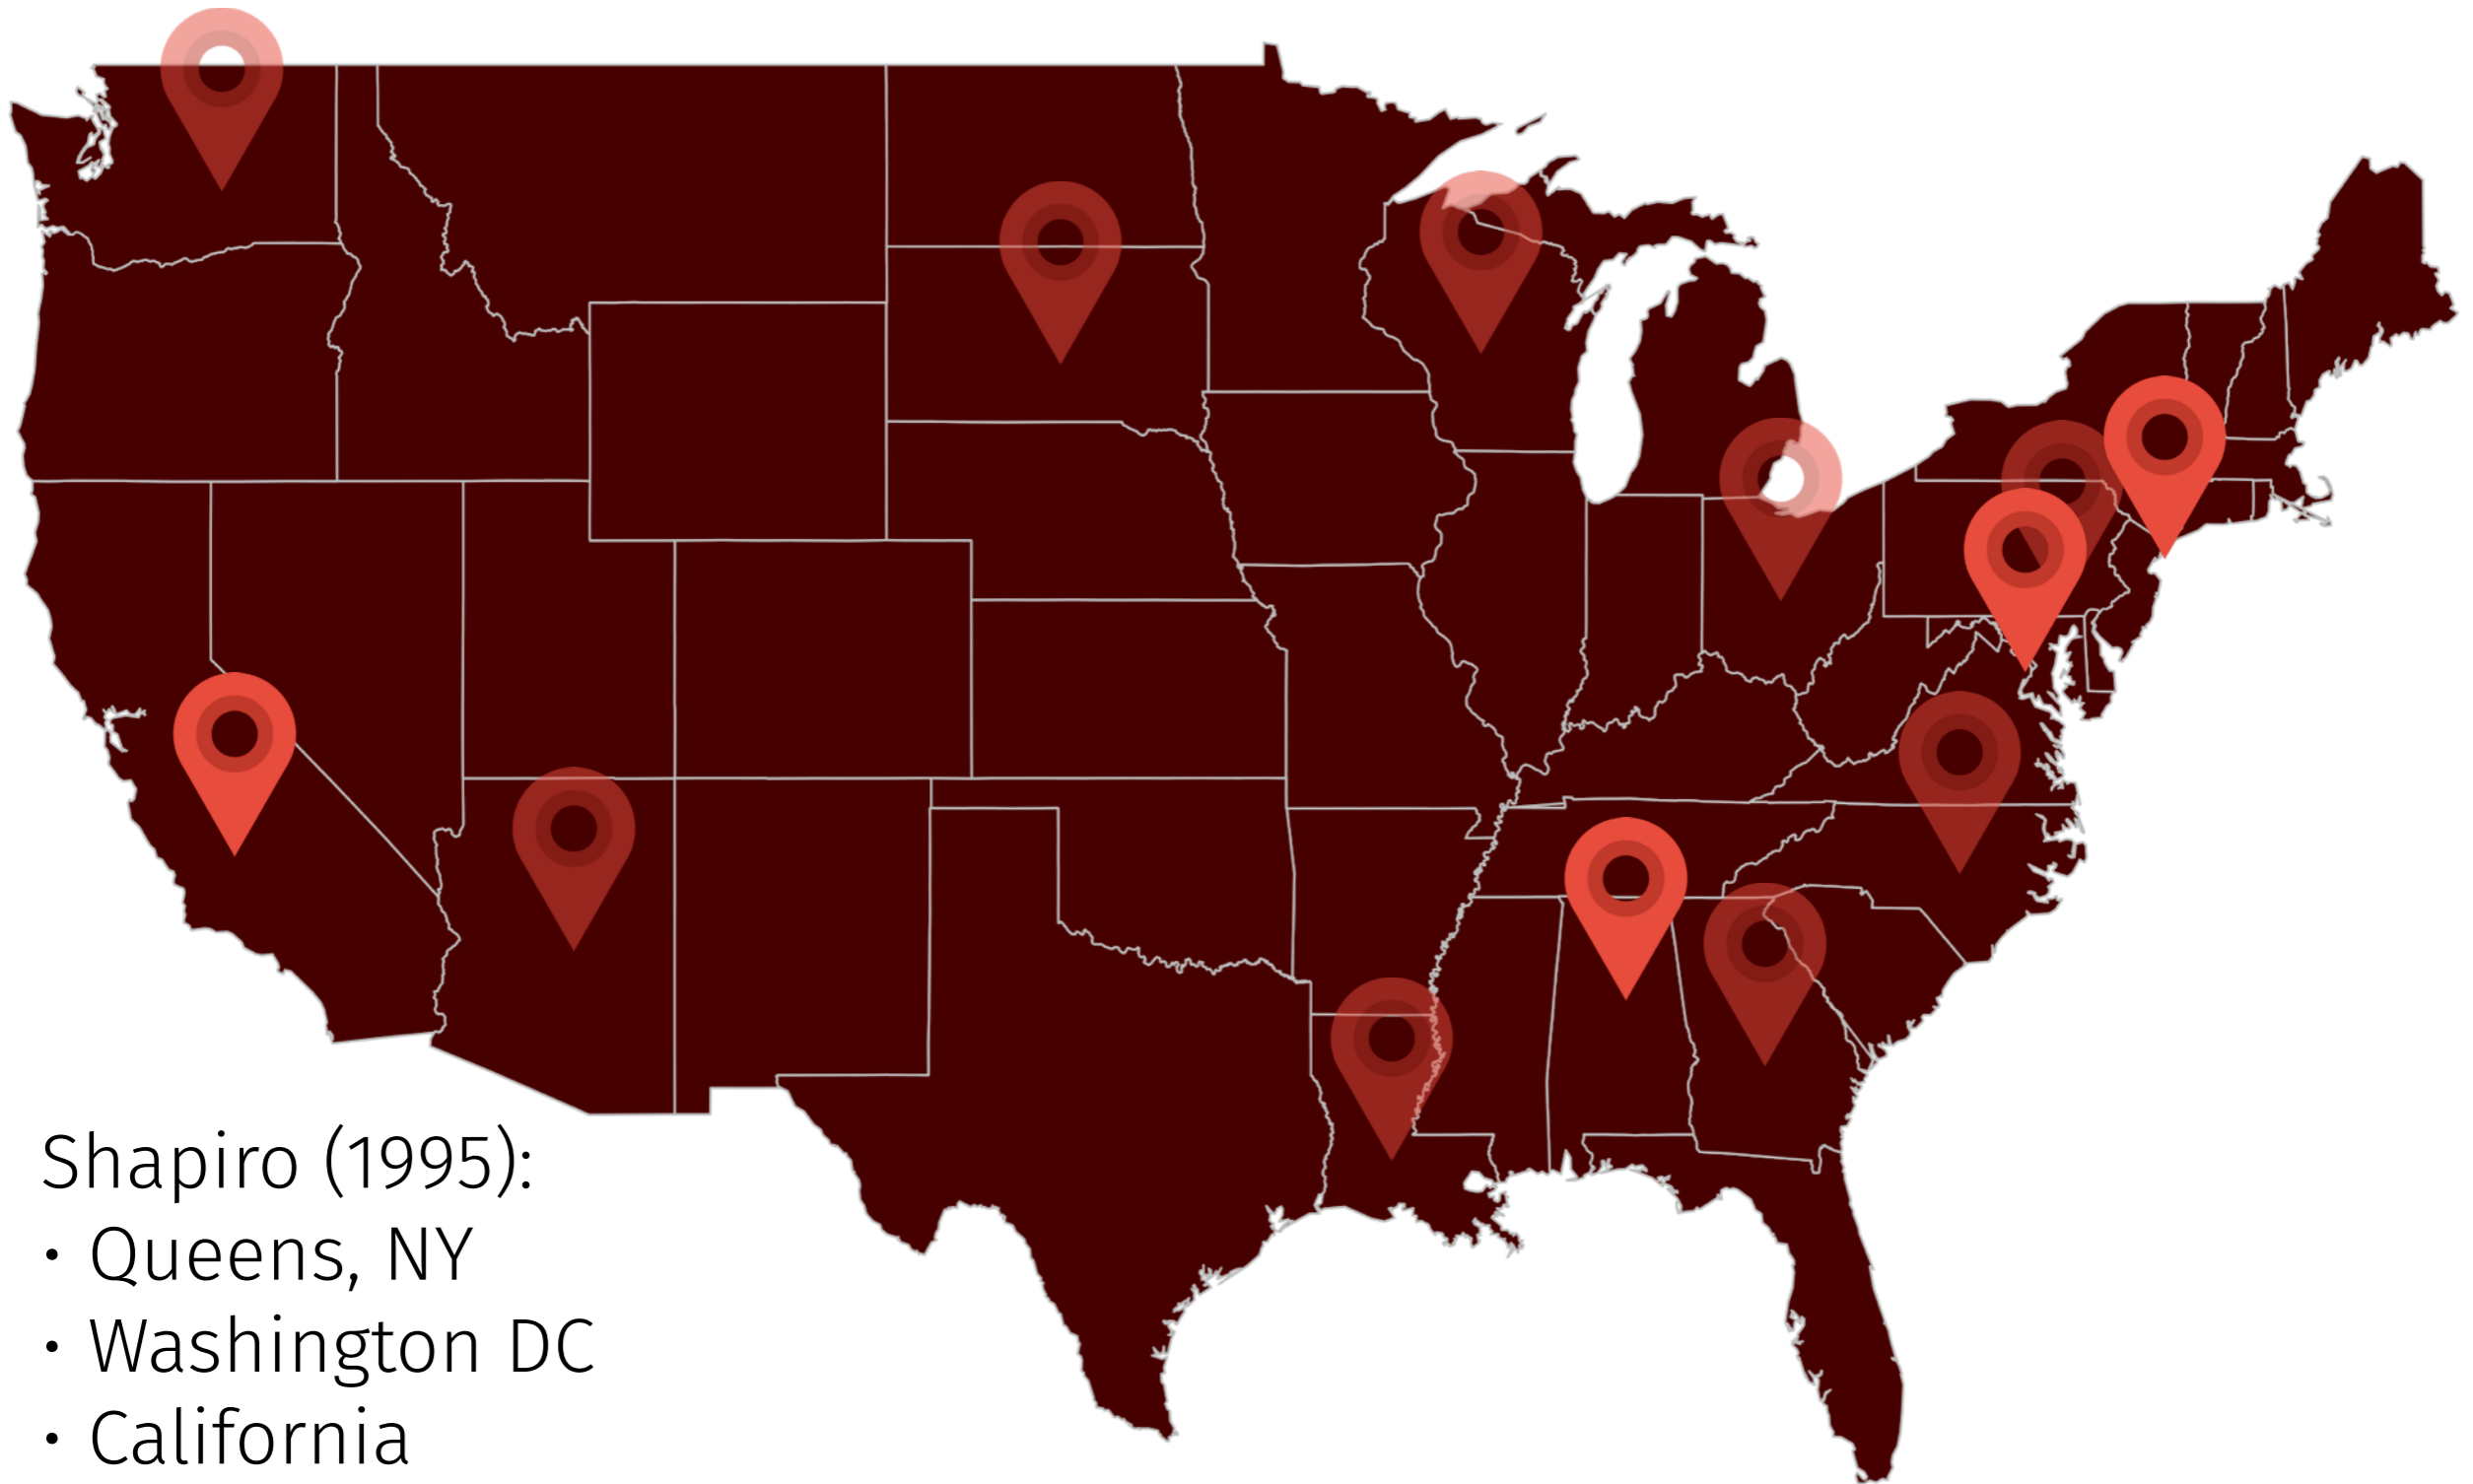 Shapiro (1995):
• Queens, NY
• Washington DC
• California